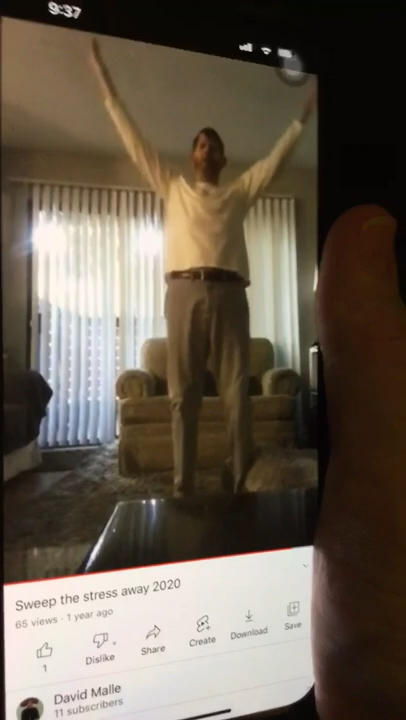 9:37
Sweep the stress away 2020
65 views · 1 year ago
1
Dislike
Share
Create
Download
Save
David Malle
11 subscribers